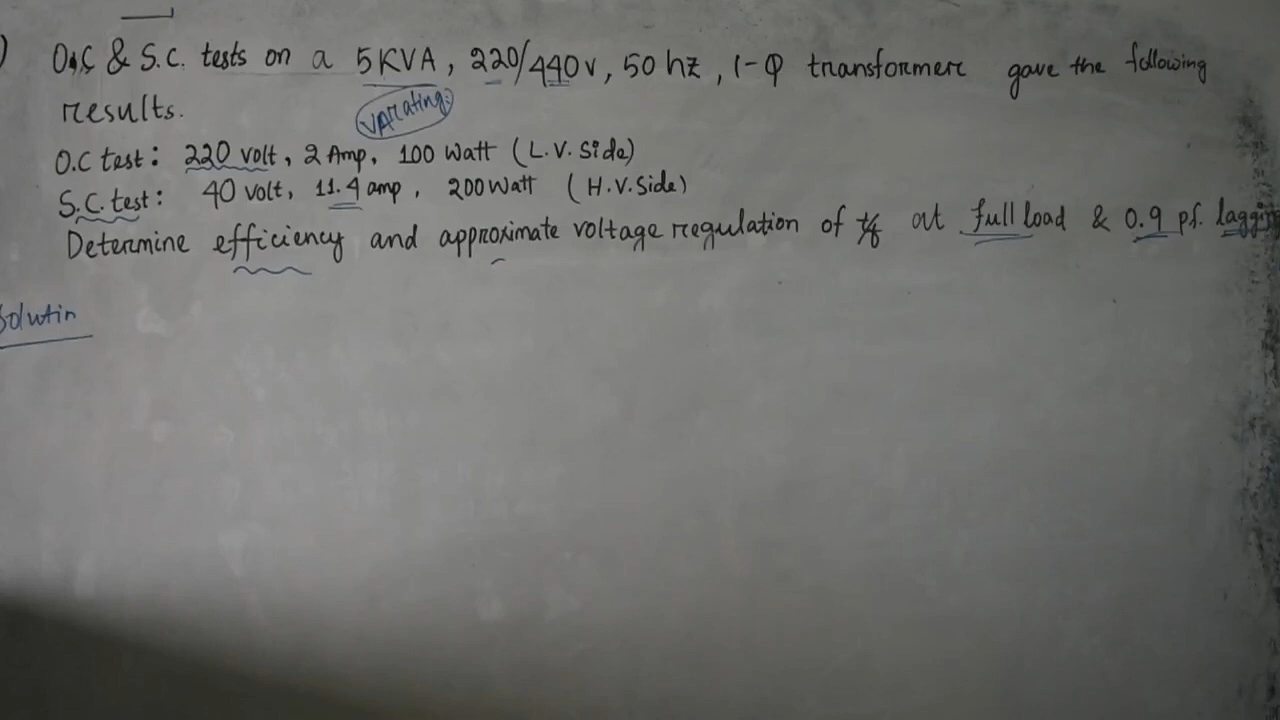 ) O.C & S.C. tests on a 5KVA, 220/440v, 50 hz, 1-Φ transformer gave the following
results.
VA rating.
O.C test: 220 volt, 2 Amp, 100 Watt (L.V. Side)
S.C. test: 40 volt, 11.4 amp, 200 Watt (H.V. Side)
Determine efficiency and approximate voltage regulation of t/f at full load & 0.9 pf. lagging
Solutin